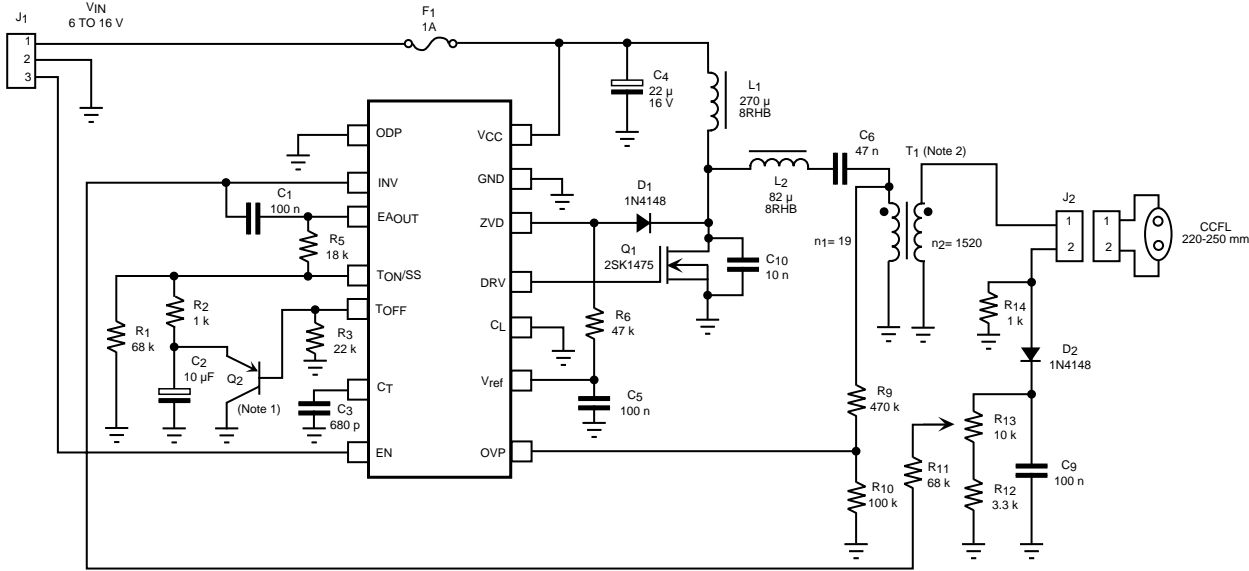 J1
VIN
6 TO 16 V
1
2
3
F1
1A
C4
22 µ
16 V
L1
270 µ
8RHB
C6
47 n
T1 (Note 2)
L2
82 µ
8RHB
n1= 19
n2= 1520
J2
1
2
1
2
CCFL
220-250 mm
ODP
INV
EAOUT
TON/SS
TOFF
CT
EN
VCC
GND
ZVD
DRV
CL
Vref
OVP
C1
100 n
R5
18 k
R2
1 k
R1
68 k
R3
22 k
C2
10 µF
Q2
(Note 1)
C3
680 p
D1
1N4148
Q1
2SK1475
C10
10 n
R6
47 k
C5
100 n
R9
470 k
R10
100 k
R14
1 k
D2
1N4148
R13
10 k
R11
68 k
R12
3.3 k
C9
100 n